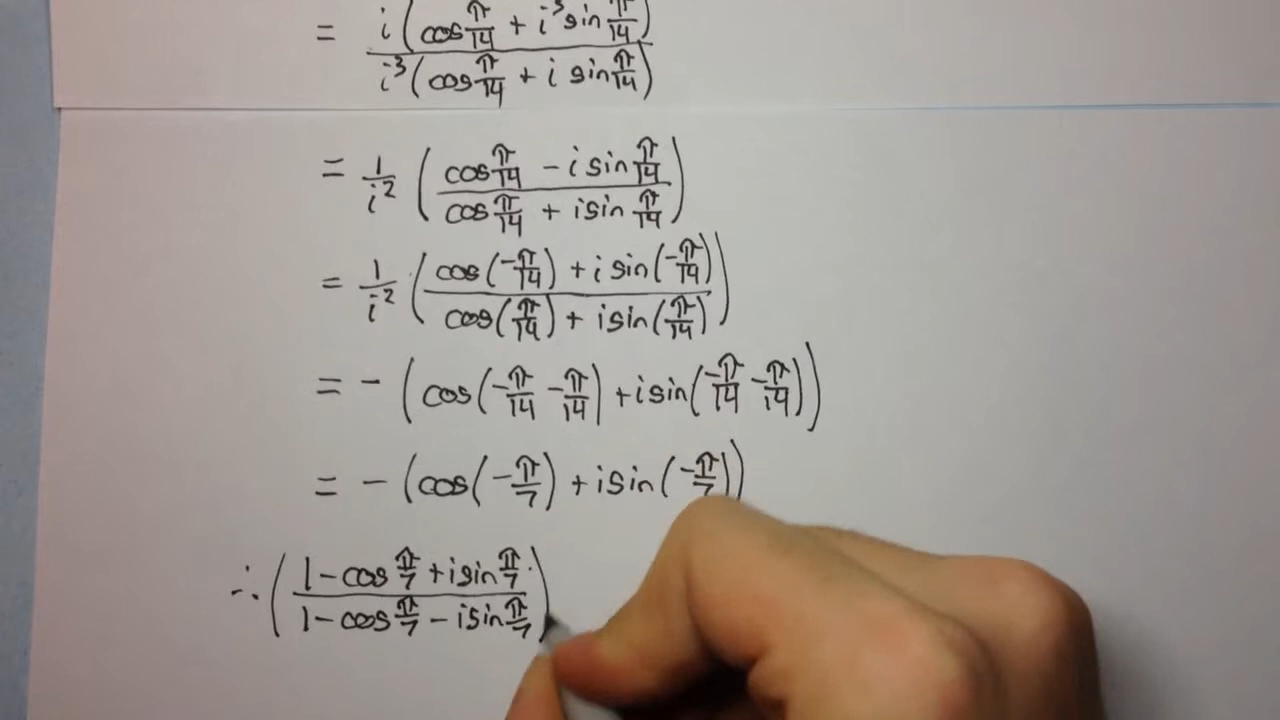 = i(cos π/14 + i³ sin π/14) / i³(cos π/14 + i sin π/14)
= 1/i² ((cos π/14 - i sin π/14) / (cos π/14 + i sin π/14))
= 1/i² ((cos(-π/14) + i sin(-π/14)) / (cos(π/14) + i sin(π/14)))
= - (cos(-π/14 - π/14) + i sin(-π/14 - π/14))
= - (cos(-π/7) + i sin(-π/7))
∴ ((1 - cos π/7 + i sin π/7) / (1 - cos π/7 - i sin π/7))